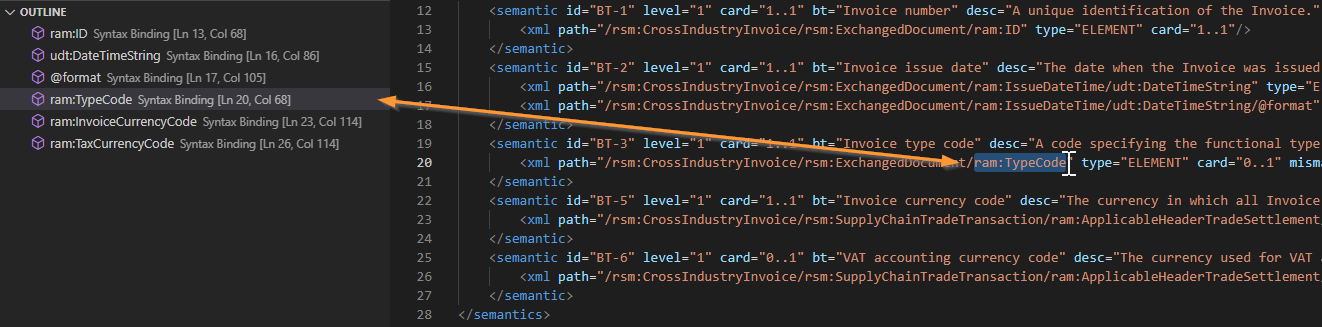 OUTLINE
ram:ID Syntax Binding [Ln 13, Col 68]
udt:DateTimeString Syntax Binding [Ln 16, Col 86]
@format Syntax Binding [Ln 17, Col 105]
ram:TypeCode Syntax Binding [Ln 20, Col 68]
ram:InvoiceCurrencyCode Syntax Binding [Ln 23, Col 114]
ram:TaxCurrencyCode Syntax Binding [Ln 26, Col 114]
12 <semantic id="BT-1" level="1" card="1..1" bt="Invoice number" desc="A unique identification of the Invoice."
13 <xml path="/rsm:CrossIndustryInvoice/rsm:ExchangedDocument/ram:ID" type="ELEMENT" card="1..1"/>
14 </semantic>
15 <semantic id="BT-2" level="1" card="1..1" bt="Invoice issue date" desc="The date when the Invoice was issued
16 <xml path="/rsm:CrossIndustryInvoice/rsm:ExchangedDocument/ram:IssueDateTime/udt:DateTimeString" type="E
17 <xml path="/rsm:CrossIndustryInvoice/rsm:ExchangedDocument/ram:IssueDateTime/udt:DateTimeString/@format"
18 </semantic>
19 <semantic id="BT-3" level="1" card="1..1" bt="Invoice type code" desc="A code specifying the functional type
20 <xml path="/rsm:CrossIndustryInvoice/rsm:ExchangedDocument/ram:TypeCode" type="ELEMENT" card="0..1" misma
21 </semantic>
22 <semantic id="BT-5" level="1" card="1..1" bt="Invoice currency code" desc="The currency in which all Invoice
23 <xml path="/rsm:CrossIndustryInvoice/rsm:SupplyChainTradeTransaction/ram:ApplicableHeaderTradeSettlement/
24 </semantic>
25 <semantic id="BT-6" level="1" card="0..1" bt="VAT accounting currency code" desc="The currency used for VAT a
26 <xml path="/rsm:CrossIndustryInvoice/rsm:SupplyChainTradeTransaction/ram:ApplicableHeaderTradeSettlement/
27 </semantic>
28 </semantics>